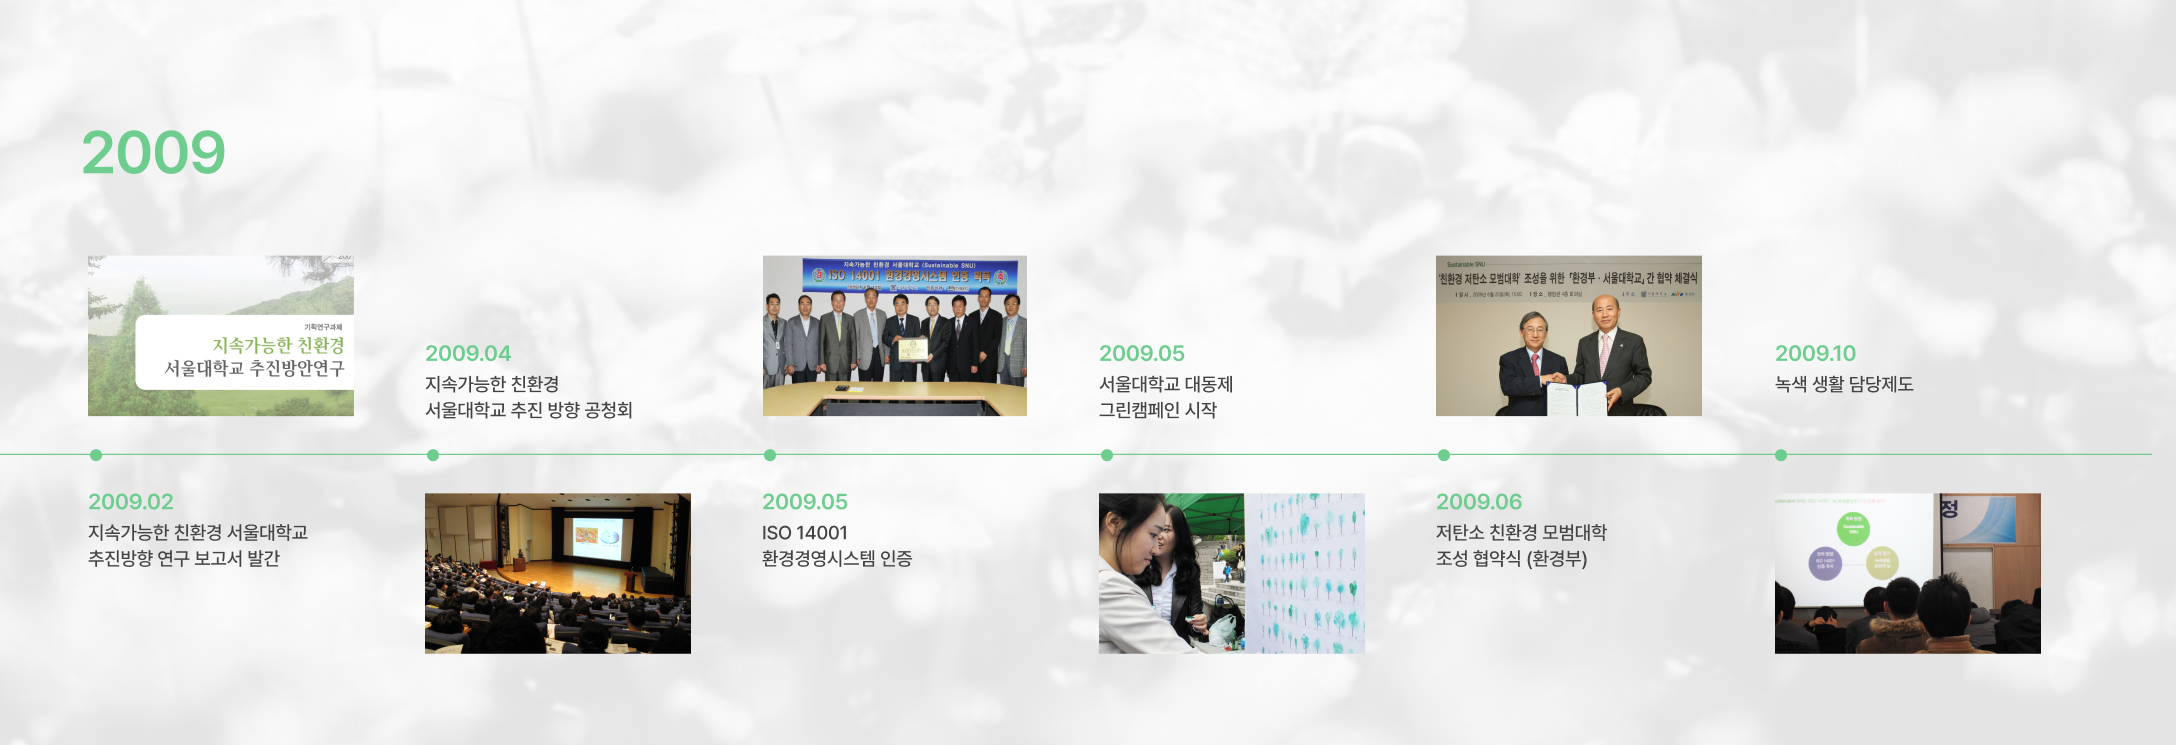 2009
기획연구과제
지속가능한 친환경
서울대학교 추진방안연구
2009.02
지속가능한 친환경 서울대학교
추진방향 연구 보고서 발간
2009.04
지속가능한 친환경
서울대학교 추진 방향 공청회
지속가능한 친환경 서울대학교 (Sustainable SNU)
ISO 14001 환경경영시스템 인증 획득
2009.05
ISO 14001
환경경영시스템 인증
2009.05
서울대학교 대동제
그린캠페인 시작
Sustainable SNU
'친환경 저탄소 모범대학' 조성을 위한 「환경부 · 서울대학교」간 협약 체결식
2009.06
저탄소 친환경 모범대학
조성 협약식 (환경부)
2009.10
녹색 생활 담당제도
정